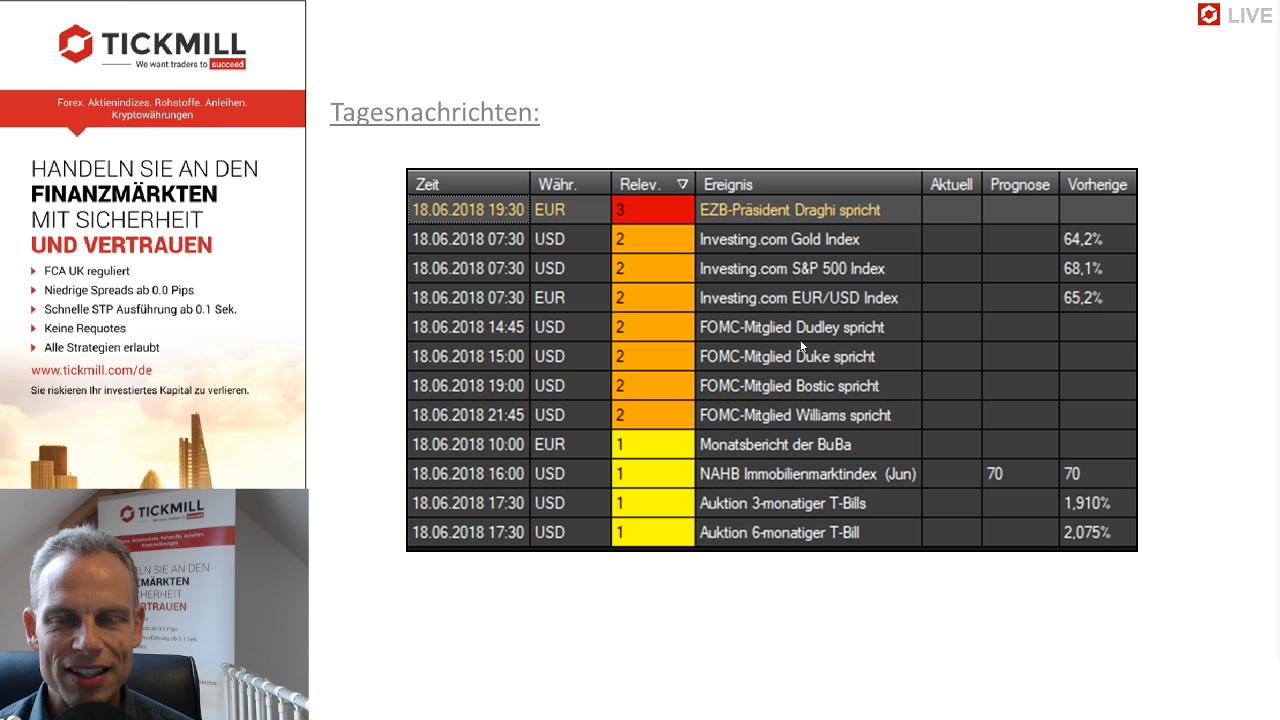 TICKMILL
We want traders to succeed
Forex. Aktienindizes. Rohstoffe. Anleihen.
Kryptowährungen
HANDELN SIE AN DEN
FINANZMÄRKTEN
MIT SICHERHEIT
UND VERTRAUEN
FCA UK reguliert
Niedrige Spreads ab 0.0 Pips
Schnelle STP Ausführung ab 0.1 Sek.
Keine Requotes
Alle Strategien erlaubt
www.tickmill.com/de
Sie riskieren Ihr investiertes Kapital zu verlieren.
LIVE
Tagesnachrichten:
Zeit Währ. Relev. Ereignis Aktuell Prognose Vorherige
18.06.2018 19:30 EUR 3 EZB-Präsident Draghi spricht
18.06.2018 07:30 USD 2 Investing.com Gold Index 64,2%
18.06.2018 07:30 USD 2 Investing.com S&P 500 Index 68,1%
18.06.2018 07:30 EUR 2 Investing.com EUR/USD Index 65,2%
18.06.2018 14:45 USD 2 FOMC-Mitglied Dudley spricht
18.06.2018 15:00 USD 2 FOMC-Mitglied Duke spricht
18.06.2018 19:00 USD 2 FOMC-Mitglied Bostic spricht
18.06.2018 21:45 USD 2 FOMC-Mitglied Williams spricht
18.06.2018 10:00 EUR 1 Monatsbericht der BuBa
18.06.2018 16:00 USD 1 NAHB Immobilienmarktindex (Jun) 70 70
18.06.2018 17:30 USD 1 Auktion 3-monatiger T-Bills 1,910%
18.06.2018 17:30 USD 1 Auktion 6-monatiger T-Bill 2,075%
TICKMILL